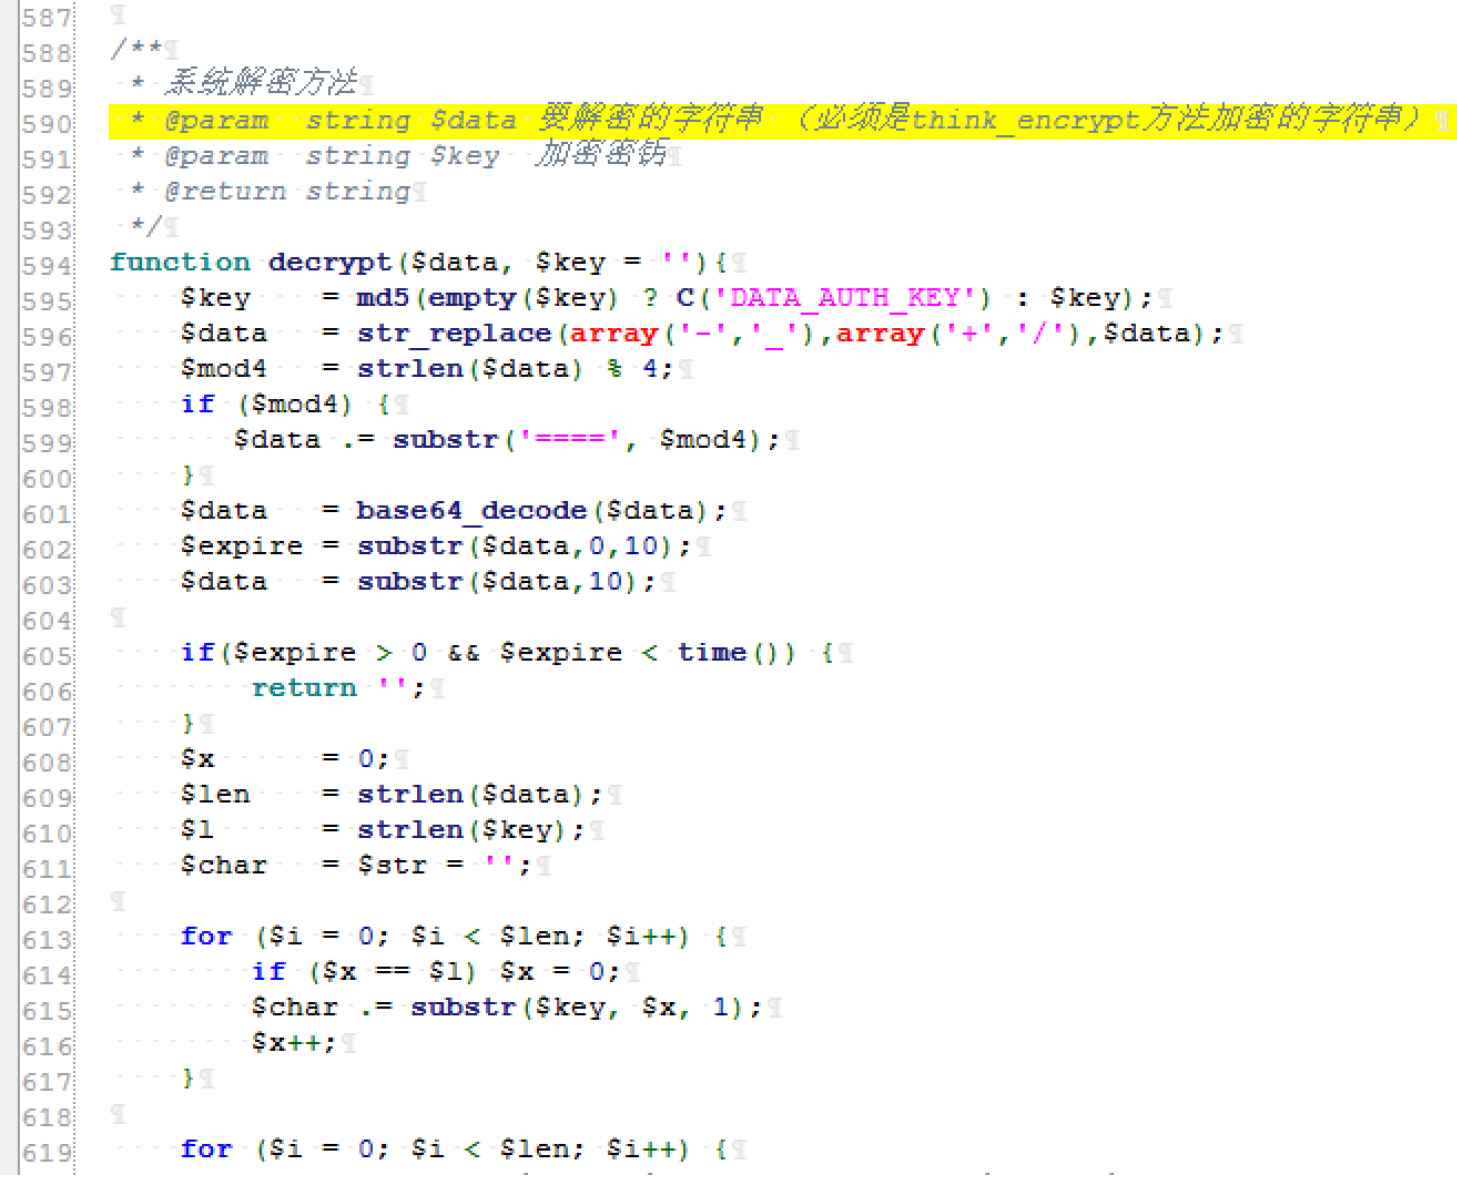 587
588 /**
589  * 系统解密方法
590  * @param  string $data 要解密的字符串 （必须是think_encrypt方法加密的字符串）
591  * @param  string $key  加密密钥
592  * @return string
593  */
594 function decrypt($data, $key = ''){
595     $key    = md5(empty($key) ? C('DATA_AUTH_KEY') : $key);
596     $data   = str_replace(array('-','_'),array('+','/'),$data);
597     $mod4   = strlen($data) % 4;
598     if ($mod4) {
599        $data .= substr('====', $mod4);
600     }
601     $data   = base64_decode($data);
602     $expire = substr($data,0,10);
603     $data   = substr($data,10);
604
605     if($expire > 0 && $expire < time()) {
606         return '';
607     }
608     $x      = 0;
609     $len    = strlen($data);
610     $l      = strlen($key);
611     $char   = $str = '';
612
613     for ($i = 0; $i < $len; $i++) {
614         if ($x == $l) $x = 0;
615         $char .= substr($key, $x, 1);
616         $x++;
617     }
618
619     for ($i = 0; $i < $len; $i++) {